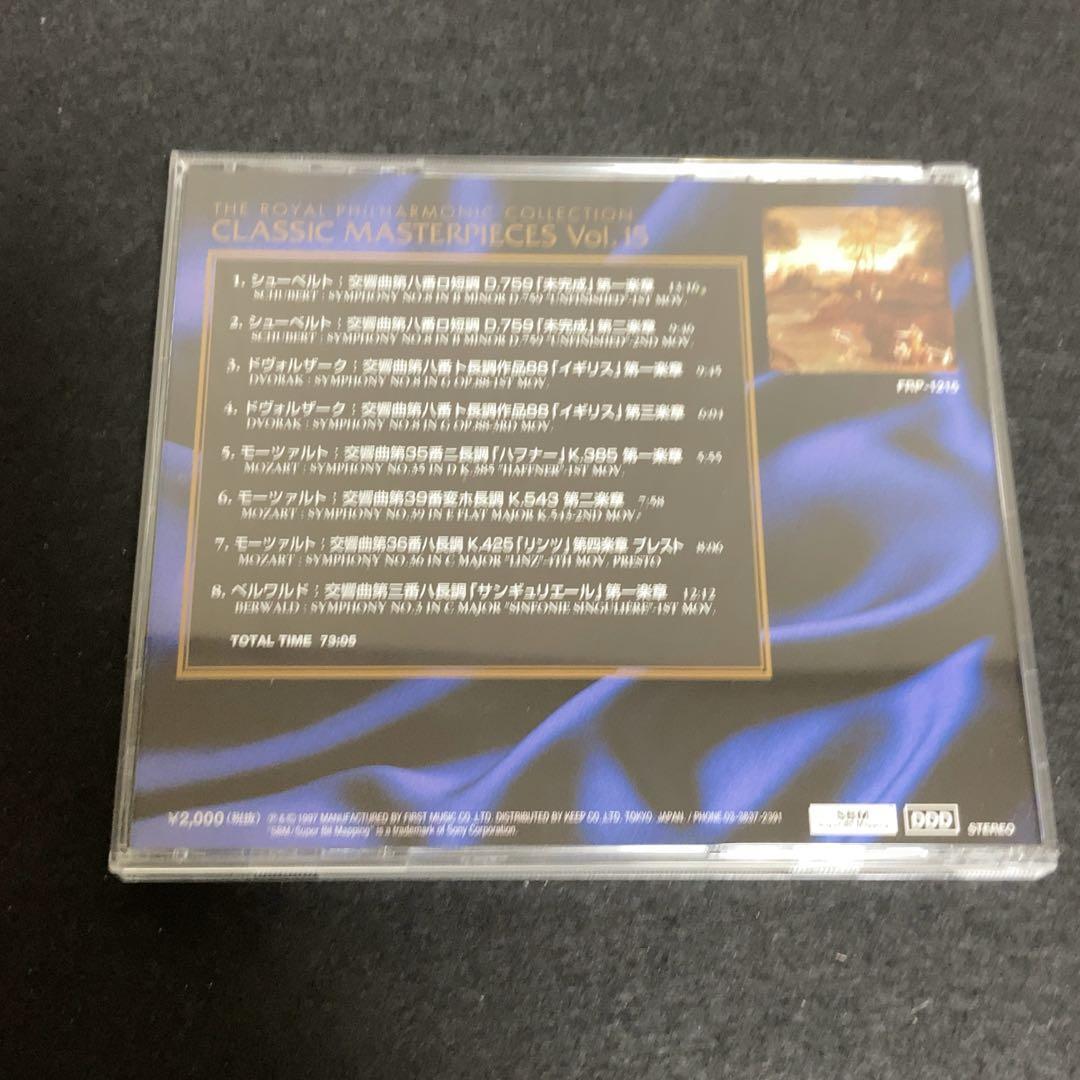 THE ROYAL PHILHARMONIC COLLECTION
CLASSIC MASTERPIECES Vol. 15
1. シューベルト：交響曲第八番ロ短調 D.759「未完成」第一楽章
SCHUBERT : SYMPHONY NO.8 IN B MINOR D.759 "UNFINISHED"-1ST MOV.
2. シューベルト：交響曲第八番ロ短調 D.759「未完成」第二楽章 9:46
SCHUBERT : SYMPHONY NO.8 IN B MINOR D.759 "UNFINISHED"-2ND MOV.
3. ドヴォルザーク：交響曲第八番ト長調作品88「イギリス」第一楽章 9:45
DVORAK : SYMPHONY NO.8 IN G OP.88-1ST MOV.
4. ドヴォルザーク：交響曲第八番ト長調作品88「イギリス」第三楽章 6:04
DVORAK : SYMPHONY NO.8 IN G OP.88-3RD MOV.
5. モーツァルト：交響曲第35番ニ長調「ハフナー」K.385 第一楽章 5:55
MOZART : SYMPHONY NO.35 IN D K.385 "HAFFNER"-1ST MOV.
6. モーツァルト：交響曲第39番変ホ長調 K.543 第二楽章 7:58
MOZART : SYMPHONY NO.39 IN E FLAT MAJOR K.543-2ND MOV.
7. モーツァルト：交響曲第36番ハ長調 K.425「リンツ」第四楽章 プレスト 8:06
MOZART : SYMPHONY NO.36 IN C MAJOR "LINZ"-4TH MOV. PRESTO
8. ベルワルド：交響曲第三番ハ長調「サンギュリエール」第一楽章 12:12
BERWALD : SYMPHONY NO.3 IN C MAJOR "SINFONIE SINGULIERE"-1ST MOV.
TOTAL TIME 73:05
FRP-1215
¥2,000（税抜） ℗&© 1997 MANUFACTURED BY FIRST MUSIC CO.,LTD. DISTRIBUTED BY KEEP CO.,LTD. TOKYO JAPAN. / PHONE 03-3837-2391
"SBM/Super Bit Mapping" is a trademark of Sony Corporation.
SBM
Super Bit Mapping
DDD
STEREO